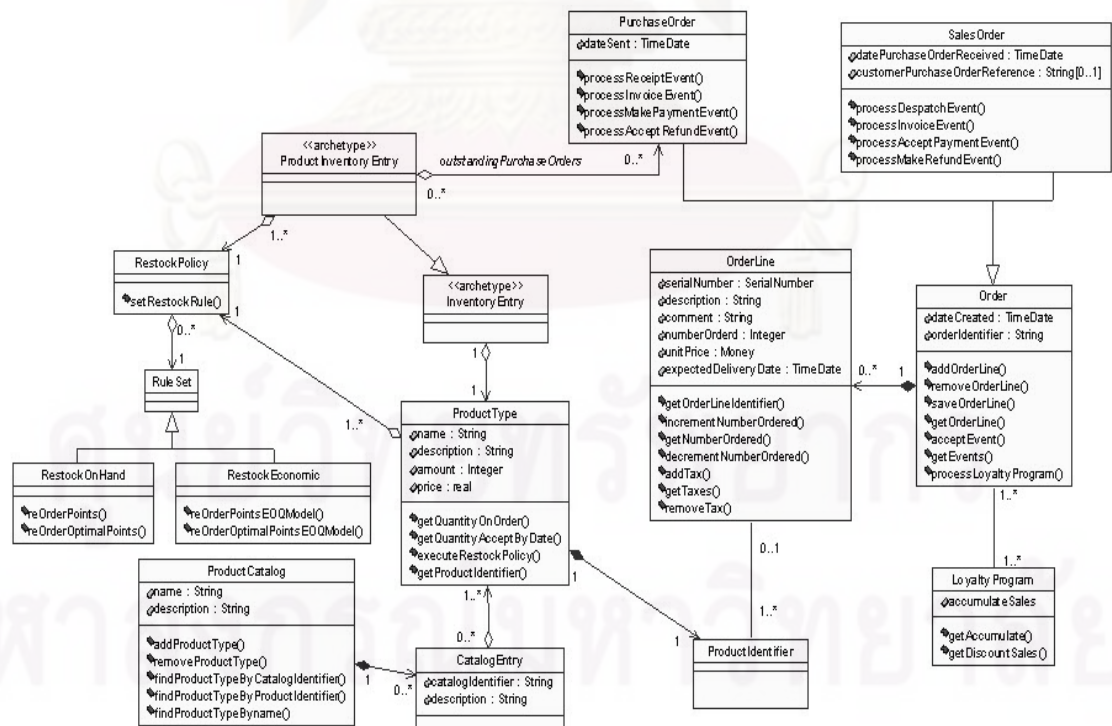 PurchaseOrder
dateSent : TimeDate
processReceiptEvent()
processInvoiceEvent()
processMakePaymentEvent()
processAcceptRefundEvent()
SalesOrder
datePurchaseOrderReceived : TimeDate
customerPurchaseOrderReference : String[0..1]
processDespatchEvent()
processInvoiceEvent()
processAcceptPaymentEvent()
processMakeRefundEvent()
<<archetype>>
Product Inventory Entry
outstandingPurchase Orders
0..*
0..*
1..*
1
RestockPolicy
setRestockRule()
1
0..*
1
Rule Set
<<archetype>>
InventoryEntry
1
1
OrderLine
serialNumber : SerialNumber
description : String
comment : String
numberOrderd : Integer
unitPrice : Money
expectedDeliveryDate : TimeDate
getOrderLineIdentifier()
incrementNumberOrdered()
getNumberOrdered()
decrementNumberOrdered()
addTax()
getTaxes()
removeTax()
0..*
1
Order
dateCreated : TimeDate
orderIdentifier : String
addOrderLine()
removeOrderLine()
saveOrderLine()
getOrderLine()
acceptEvent()
getEvents()
processLoyaltyProgram()
1..*
ProductType
name : String
description : String
amount : Integer
price : real
getQuantityOnOrder()
getQuantityAcceptByDate()
executeRestockPolicy()
getProductIdentifier()
1..*
RestockOnHand
reOrderPoints()
reOrderOptimalPoints()
RestockEconomic
reOrderPointsEOQModel()
reOrderOptimalPointsEOQModel()
1
1
0..1
1..*
ProductIdentifier
1..*
Loyalty Program
accumulateSales
getAccumulate()
getDiscountSales()
ProductCatalog
name : String
description : String
addProductType()
removeProductType()
findProductTypeByCatalogIdentifier()
findProductTypeByProductIdentifier()
findProductTypeByname()
1
0..*
1..*
0..*
CatalogEntry
catalogIdentifier : String
description : String